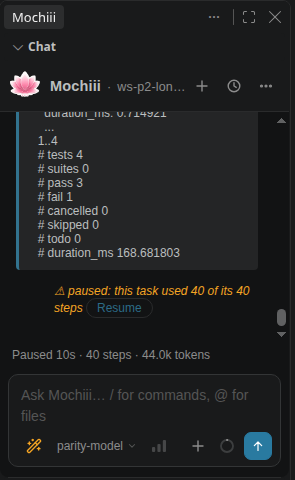 Mochiii
Chat
Mochiii · ws-p2-lon...
duration_ms: 0.714921
...
1..4
# tests 4
# suites 0
# pass 3
# fail 1
# cancelled 0
# skipped 0
# todo 0
# duration_ms 168.681803
⚠ paused: this task used 40 of its 40
steps Resume
Paused 10s · 40 steps · 44.0k tokens
Ask Mochiii… / for commands, @ for
files
parity-model